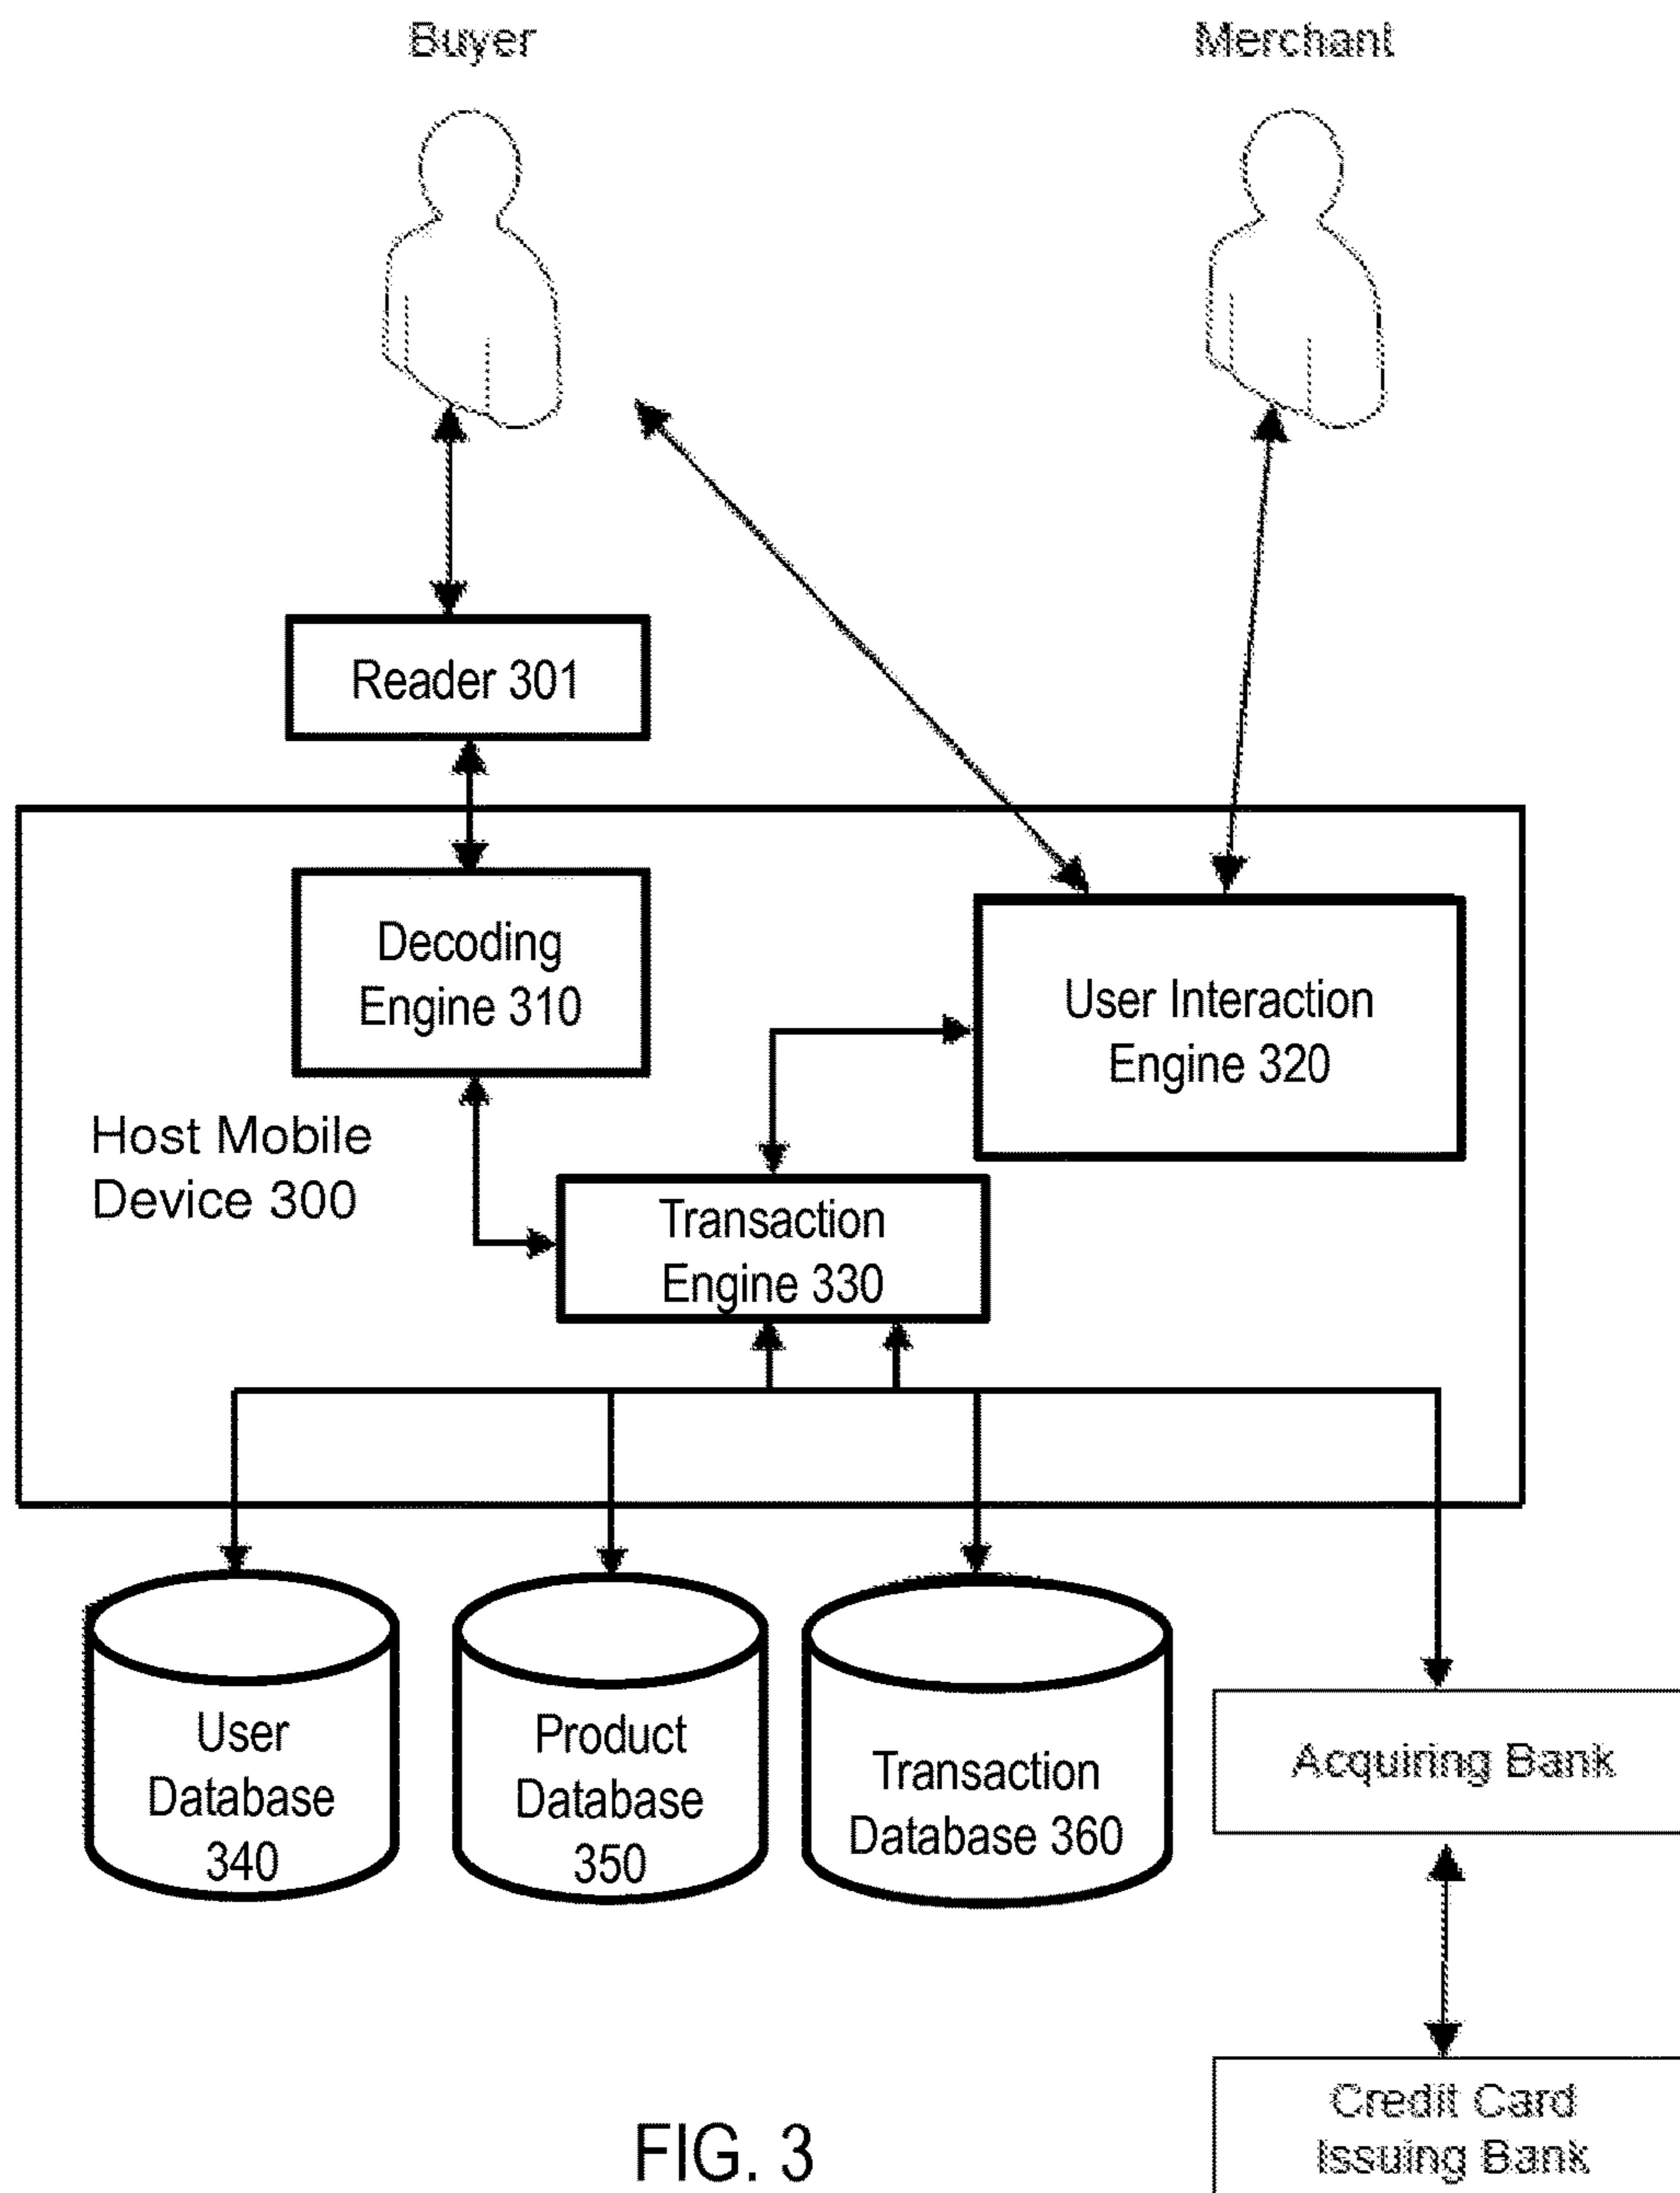 Buyer
Merchant
Reader 301
Decoding
Engine 310
User Interaction
Engine 320
Host Mobile
Device 300
Transaction
Engine 330
User
Database
340
Product
Database
350
Transaction
Database 360
Acquiring Bank
Credit Card
Issuing Bank
FIG. 3